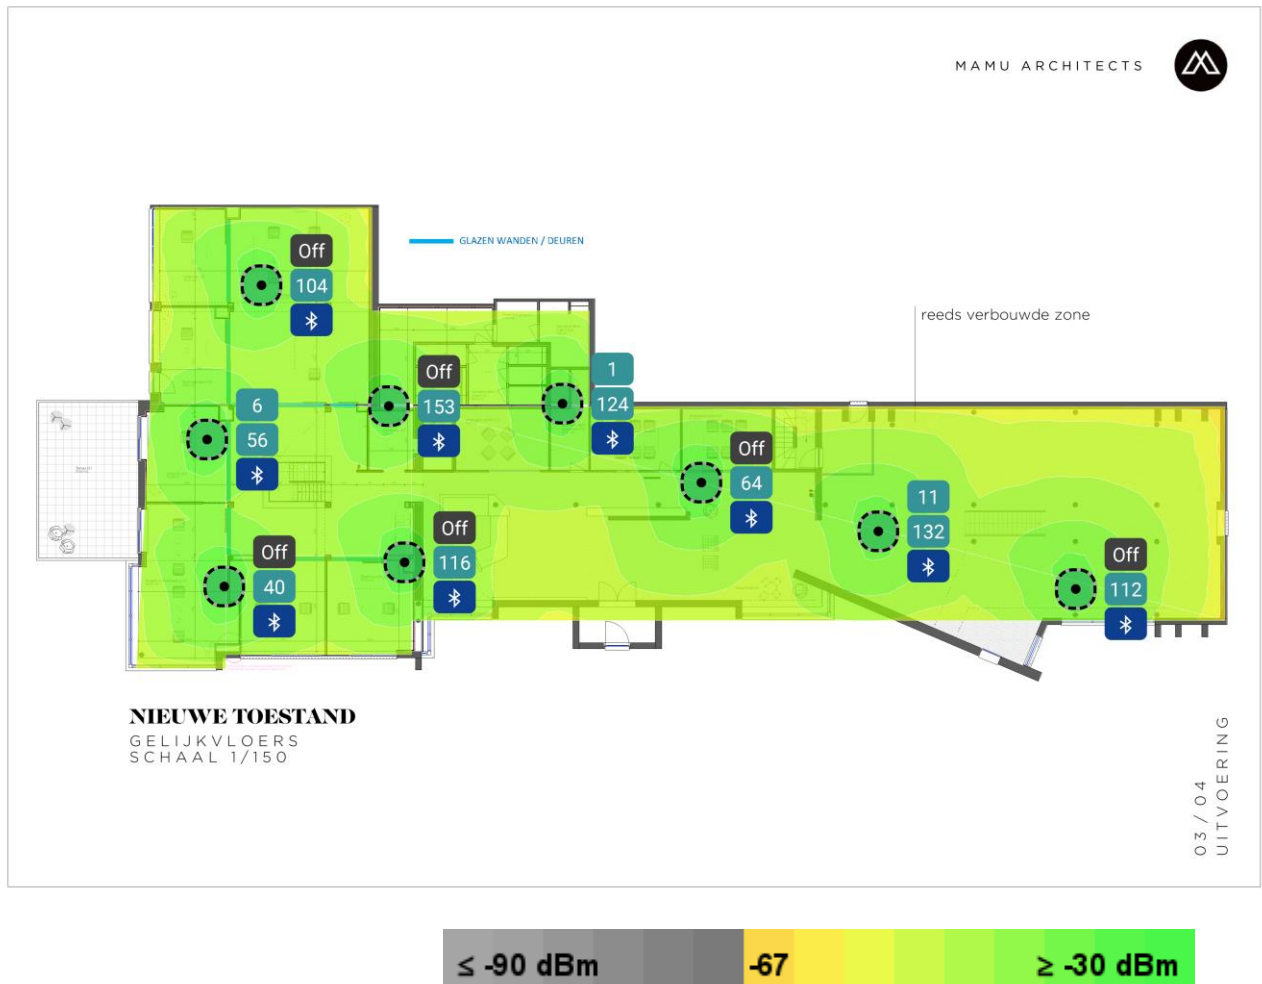 MAMU ARCHITECTS
GLAZEN WANDEN / DEUREN
reeds verbouwde zone
Off
104
Off
153
1
124
6
56
Off
64
11
132
Off
116
Off
40
Off
112
NIEUWE TOESTAND
GELIJKVLOERS
SCHAAL 1/150
03 / 04
UITVOERING
≤ -90 dBm
-67
≥ -30 dBm